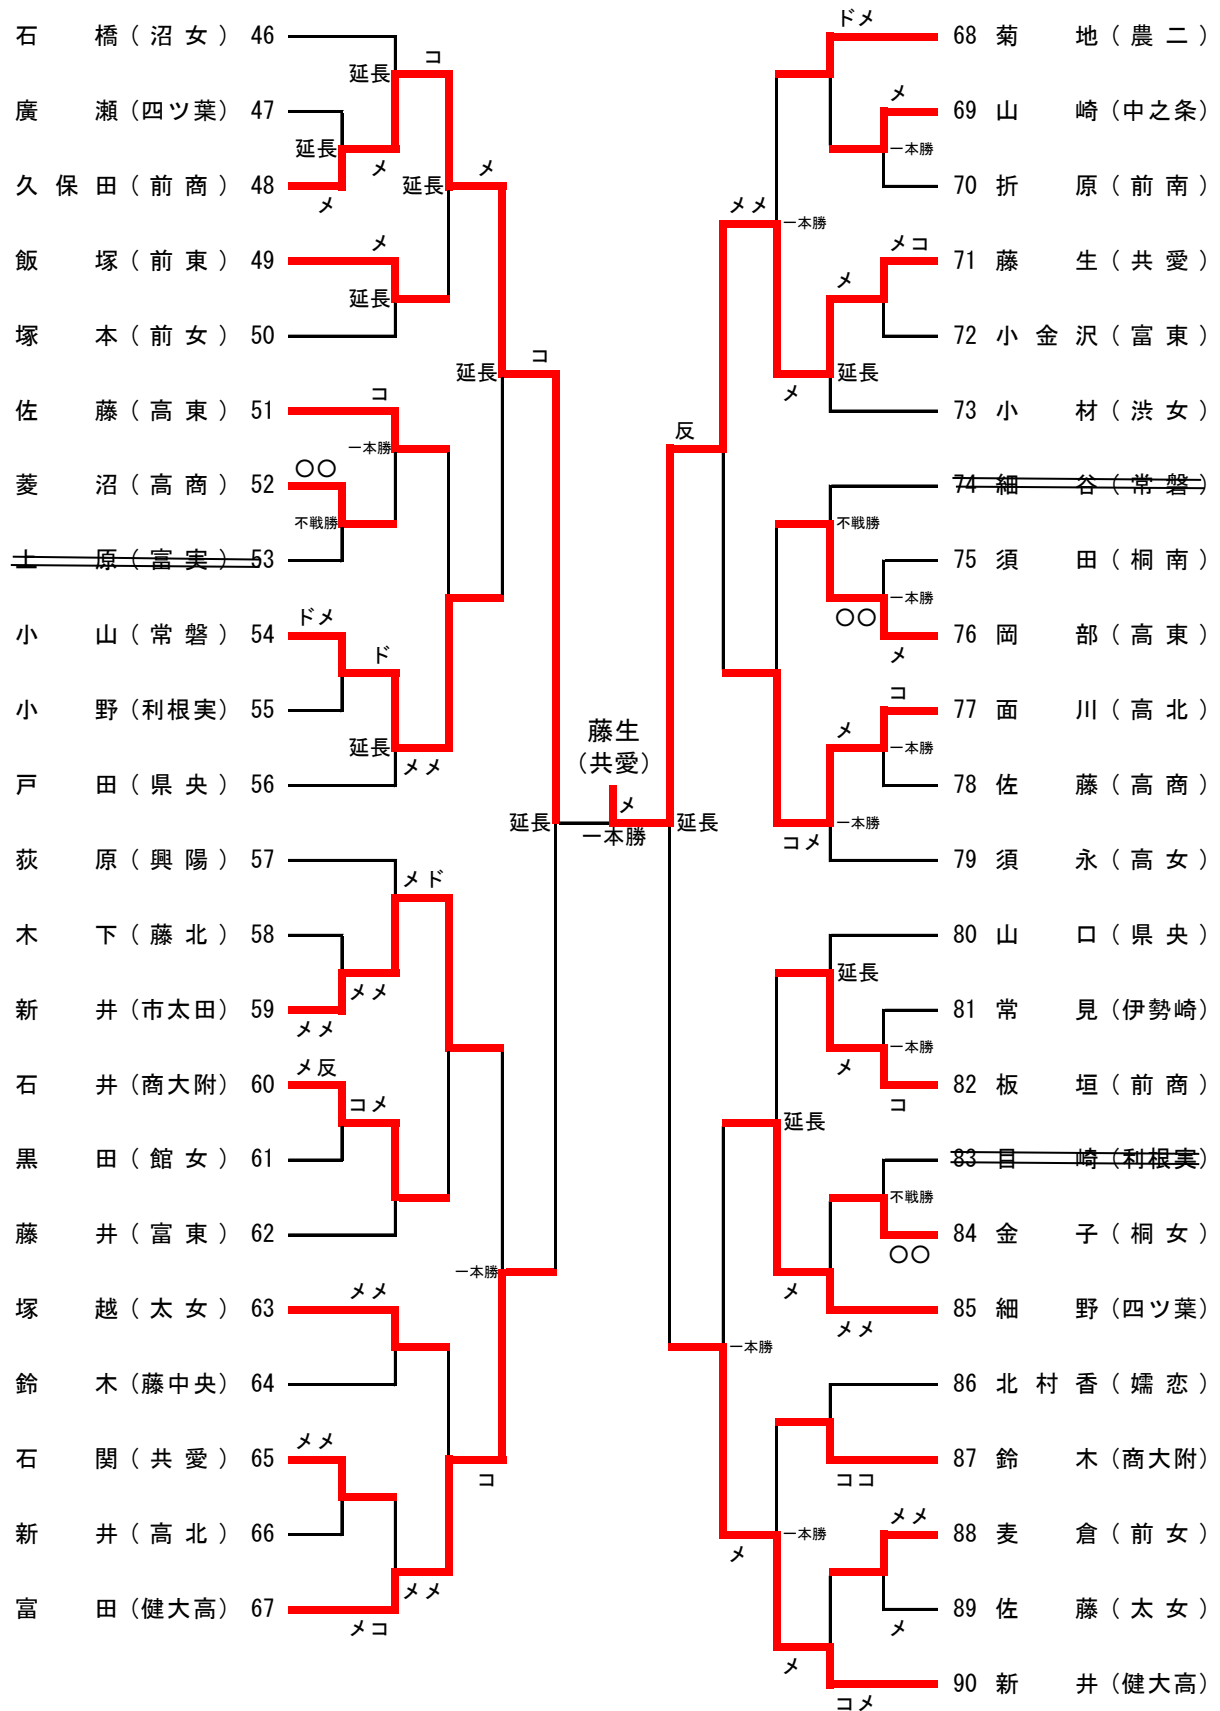 石橋(沼女) 46
廣瀬(四ツ葉) 47
久保田(前商) 48
飯塚(前東) 49
塚本(前女) 50
佐藤(高東) 51
菱沼(高商) 52
上原(富実) 53
小山(常磐) 54
小野(利根実) 55
戸田(県央) 56
荻原(興陽) 57
木下(藤北) 58
新井(市太田) 59
石井(商大附) 60
黒田(館女) 61
藤井(富東) 62
塚越(太女) 63
鈴木(藤中央) 64
石関(共愛) 65
新井(高北) 66
富田(健大高) 67
延長
コ
延長
メ
メ
延長
メ
メ
延長
延長
コ
コ
一本勝
○○
不戦勝
ドメ
ド
延長
メメ
延長
メド
メメ
メメ
メ反
コメ
一本勝
メメ
メメ
コ
メメ
メコ
藤生
(共愛)
メ
一本勝
68 菊地(農二)
69 山崎(中之条)
70 折原(前南)
71 藤生(共愛)
72 小金沢(富東)
73 小材(渋女)
74 細谷(常磐)
75 須田(桐南)
76 岡部(高東)
77 面川(高北)
78 佐藤(高商)
79 須永(高女)
80 山口(県央)
81 常見(伊勢崎)
82 板垣(前商)
83 目崎(利根実)
84 金子(桐女)
85 細野(四ツ葉)
86 北村香(嬬恋)
87 鈴木(商大附)
88 麦倉(前女)
89 佐藤(太女)
90 新井(健大高)
ドメ
メ
一本勝
メメ
一本勝
メコ
メ
延長
メ
反
不戦勝
一本勝
○○
メ
コ
メ
一本勝
延長
コメ
一本勝
延長
一本勝
メ
コ
延長
不戦勝
○○
メ
メメ
一本勝
ココ
メメ
一本勝
メ
メ
メ
コメ